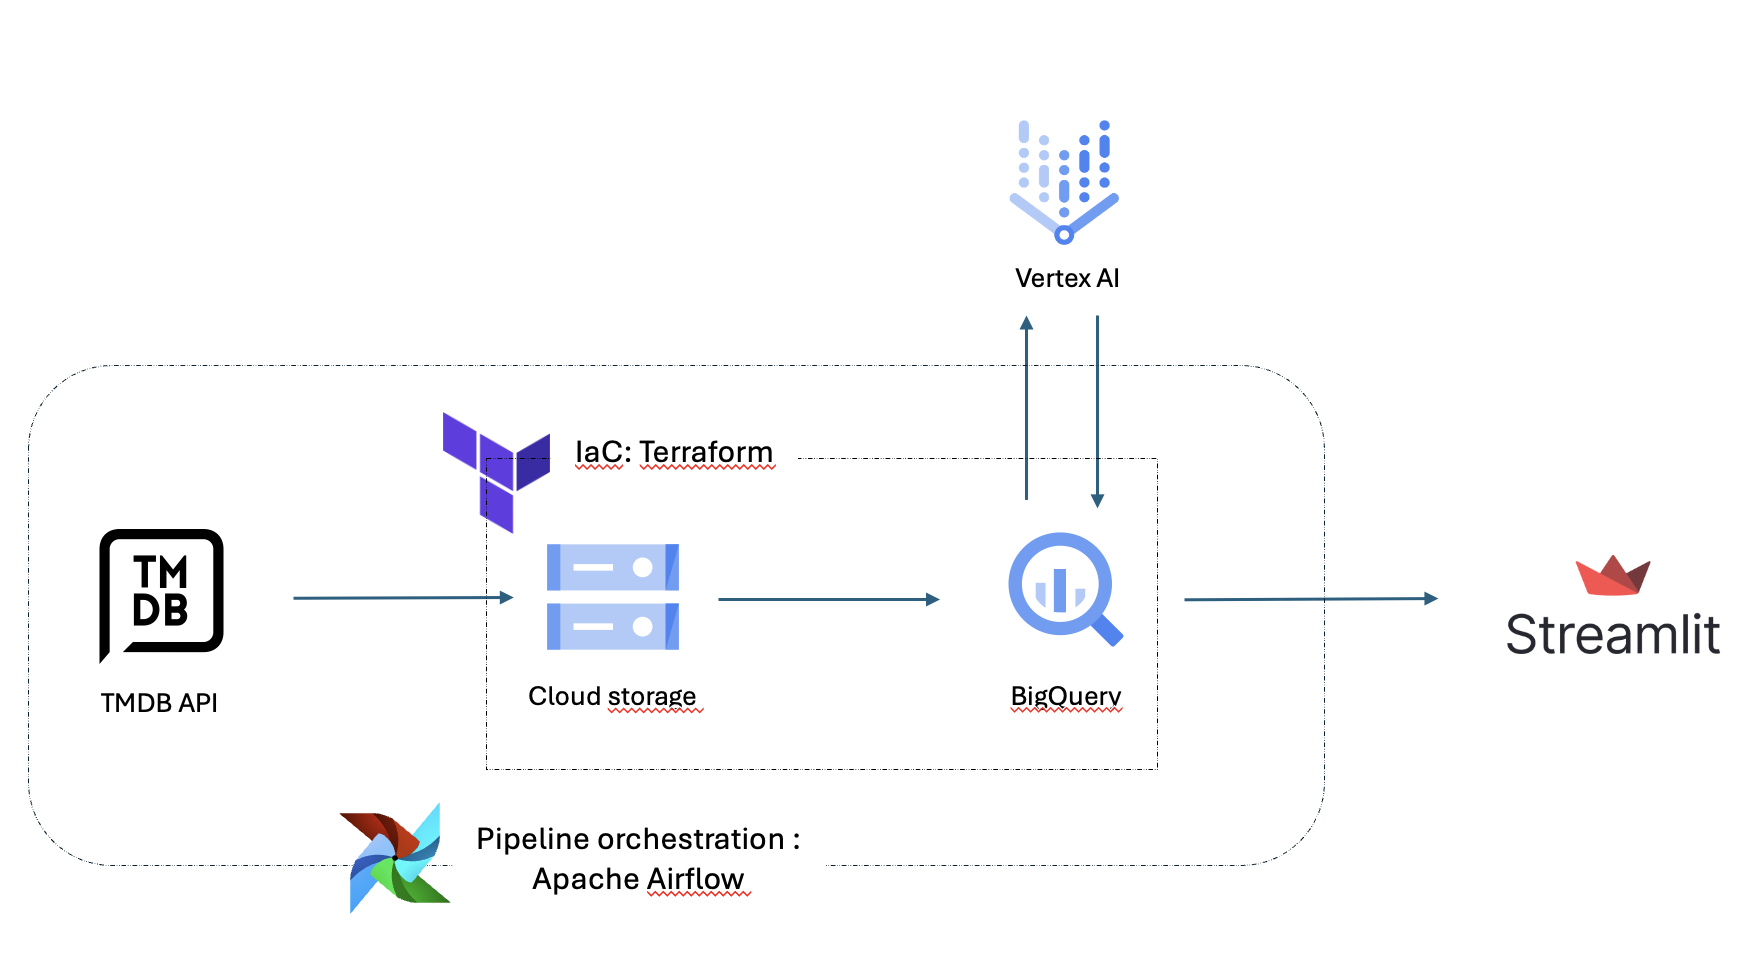 Vertex AI
IaC: Terraform
TM
DB
Streamlit
TMDB API
Cloud storage
BigQuery
Pipeline orchestration :
Apache Airflow